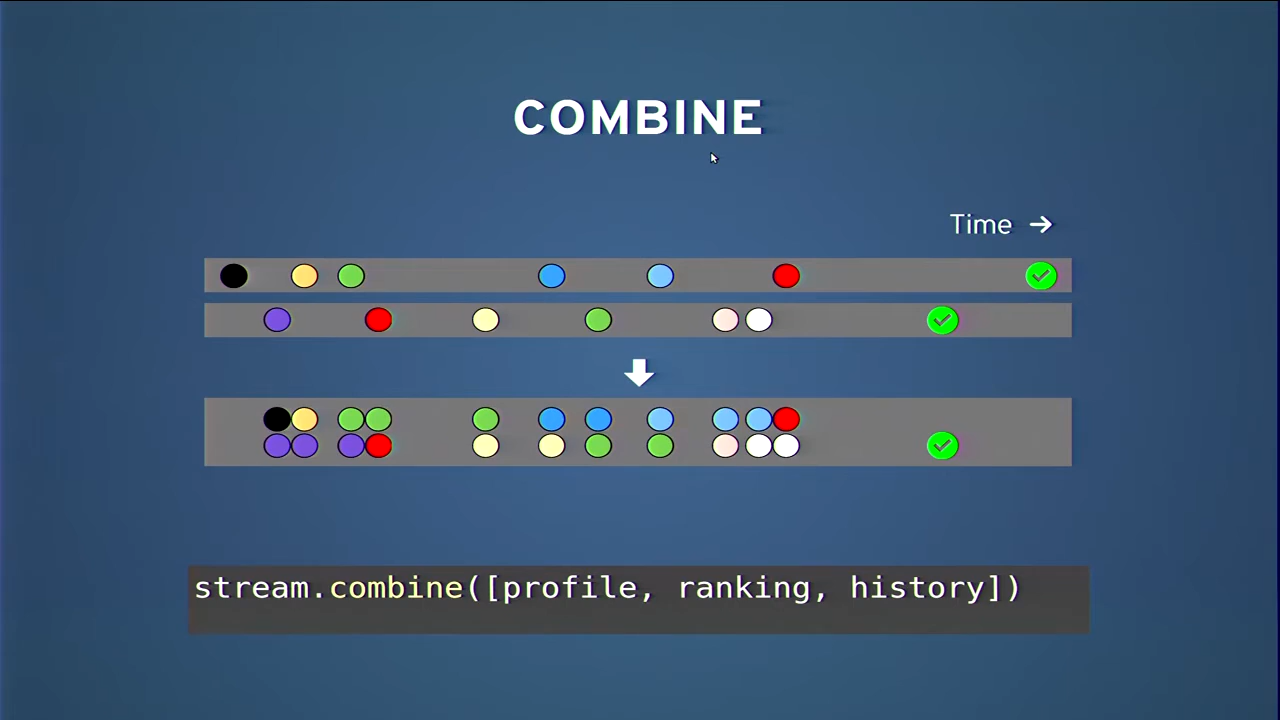 COMBINE
Time →
stream.combine([profile, ranking, history])